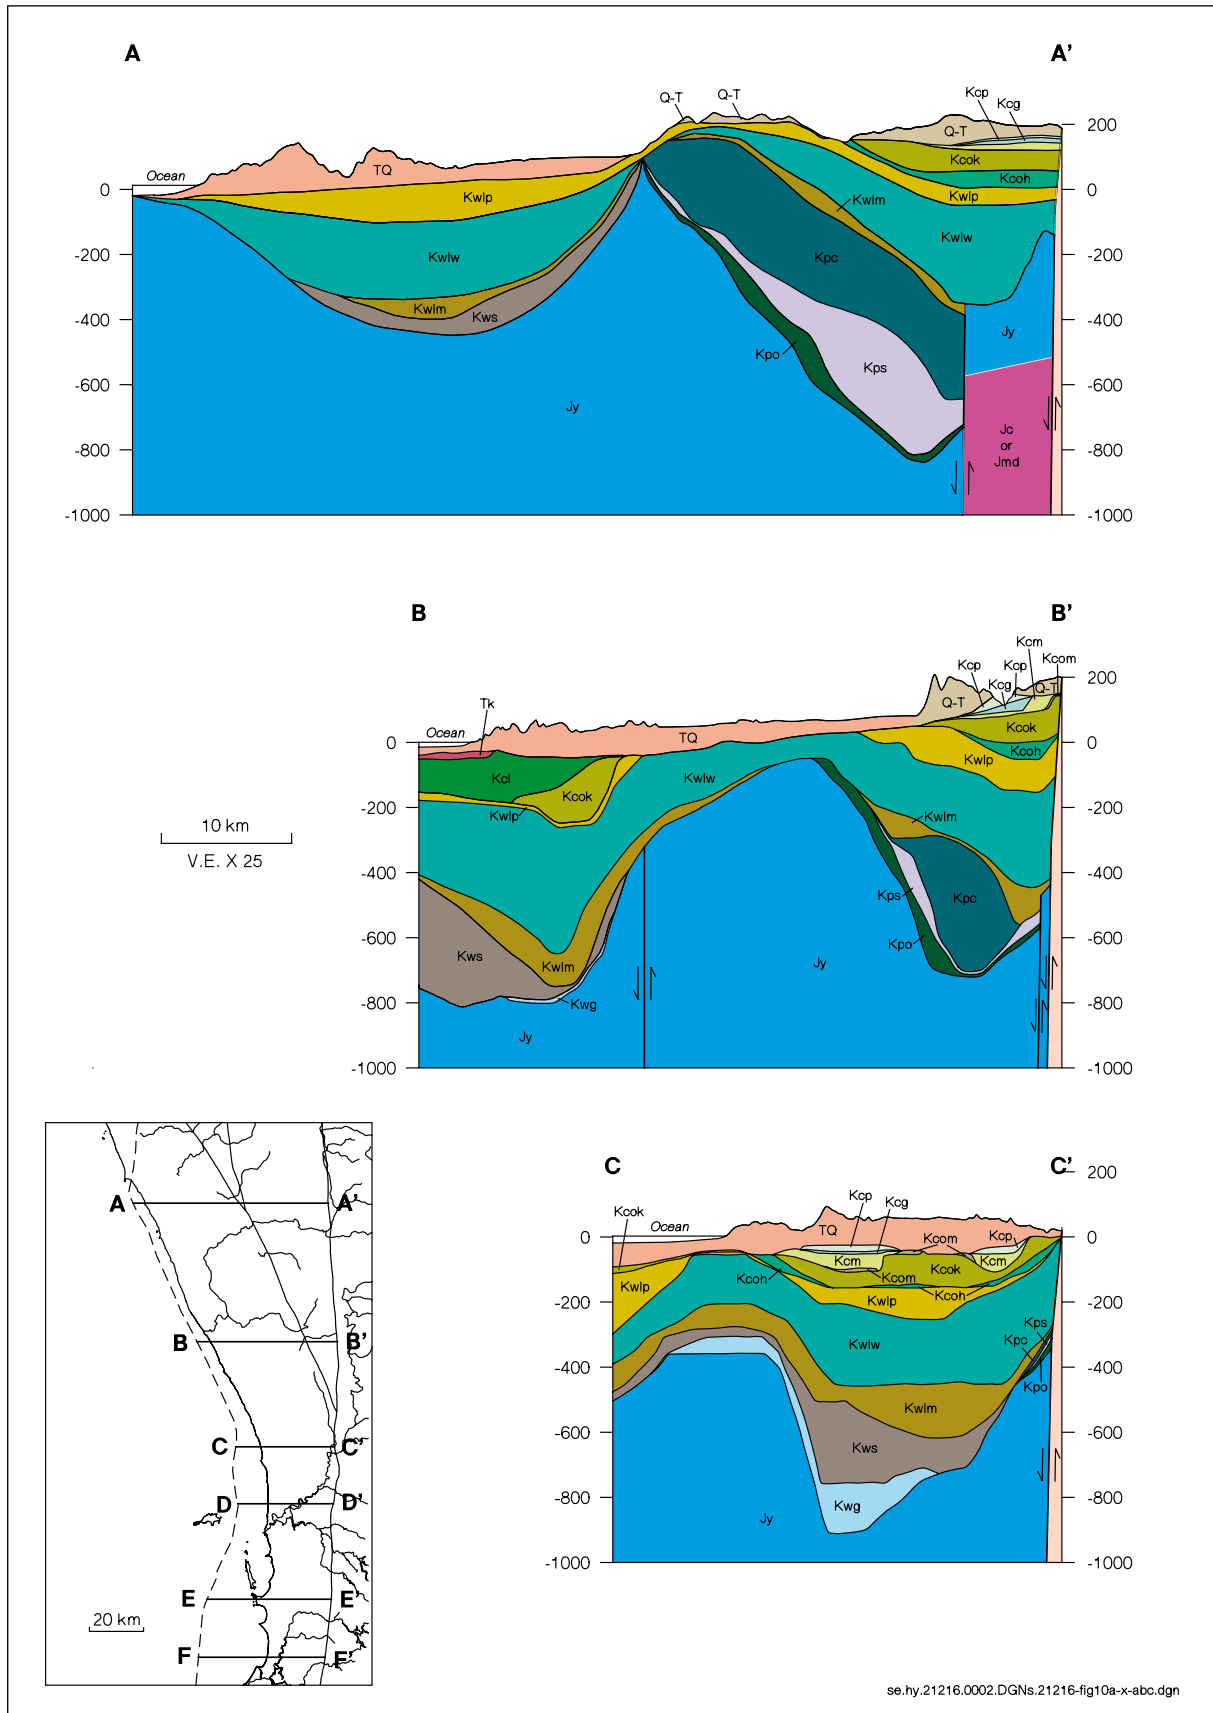 A
A'
Q-T
Q-T
Kcp
Kcg
200
Q-T
Ocean
TQ
Kcok
Kcoh
0
Kwlp
Kwlm
Kwlp
0
Kwlw
Kwlw
Kpc
-200
-200
Kwlm
Kws
-400
Jy
-400
Kpo
Kps
Jy
-600
-600
Jc
or
Jmd
-800
-800
-1000
-1000
B
B'
Kcm
Kcp
Kcp
Kcom
Kcg
200
Q-T
Q-T
Tk
Ocean
TQ
Kcok
0
Kcoh
0
Kcl
Kwlw
Kwlp
Kcok
-200
Kwlp
Kwlm
-200
10 km
V.E. X 25
-400
-400
Kps
Kpc
-600
Kws
Kwlm
Kpo
-600
Jy
-800
Kwg
-800
Jy
-1000
-1000
C
C'
200
Kcp
Kcg
Kcok
Ocean
TQ
Kcom
Kcp
0
0
Kcm
Kcok
Kcm
Kwlp
Kcoh
Kcom
Kcoh
Kwlp
-200
-200
Kps
Kwlw
Kpc
-400
-400
Kpo
Kwlm
-600
-600
Kws
-800
Kwg
-800
Jy
-1000
-1000
A
A'
B
B'
C
C'
D
D'
E
E'
20 km
F
F'
se.hy.21216.0002.DGNs.21216-fig10a-x-abc.dgn